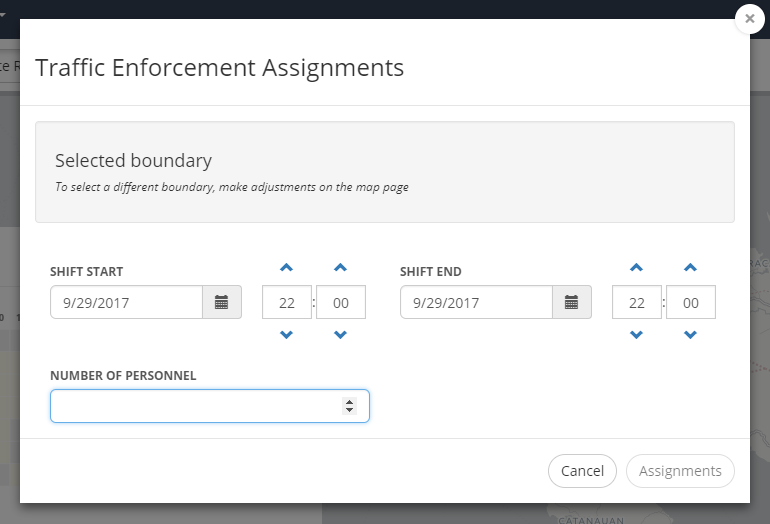 Traffic Enforcement Assignments
×
Selected boundary
To select a different boundary, make adjustments on the map page
SHIFT START
9/29/2017
22 : 00
SHIFT END
9/29/2017
22 : 00
NUMBER OF PERSONNEL
Cancel
Assignments
CATANAUAN